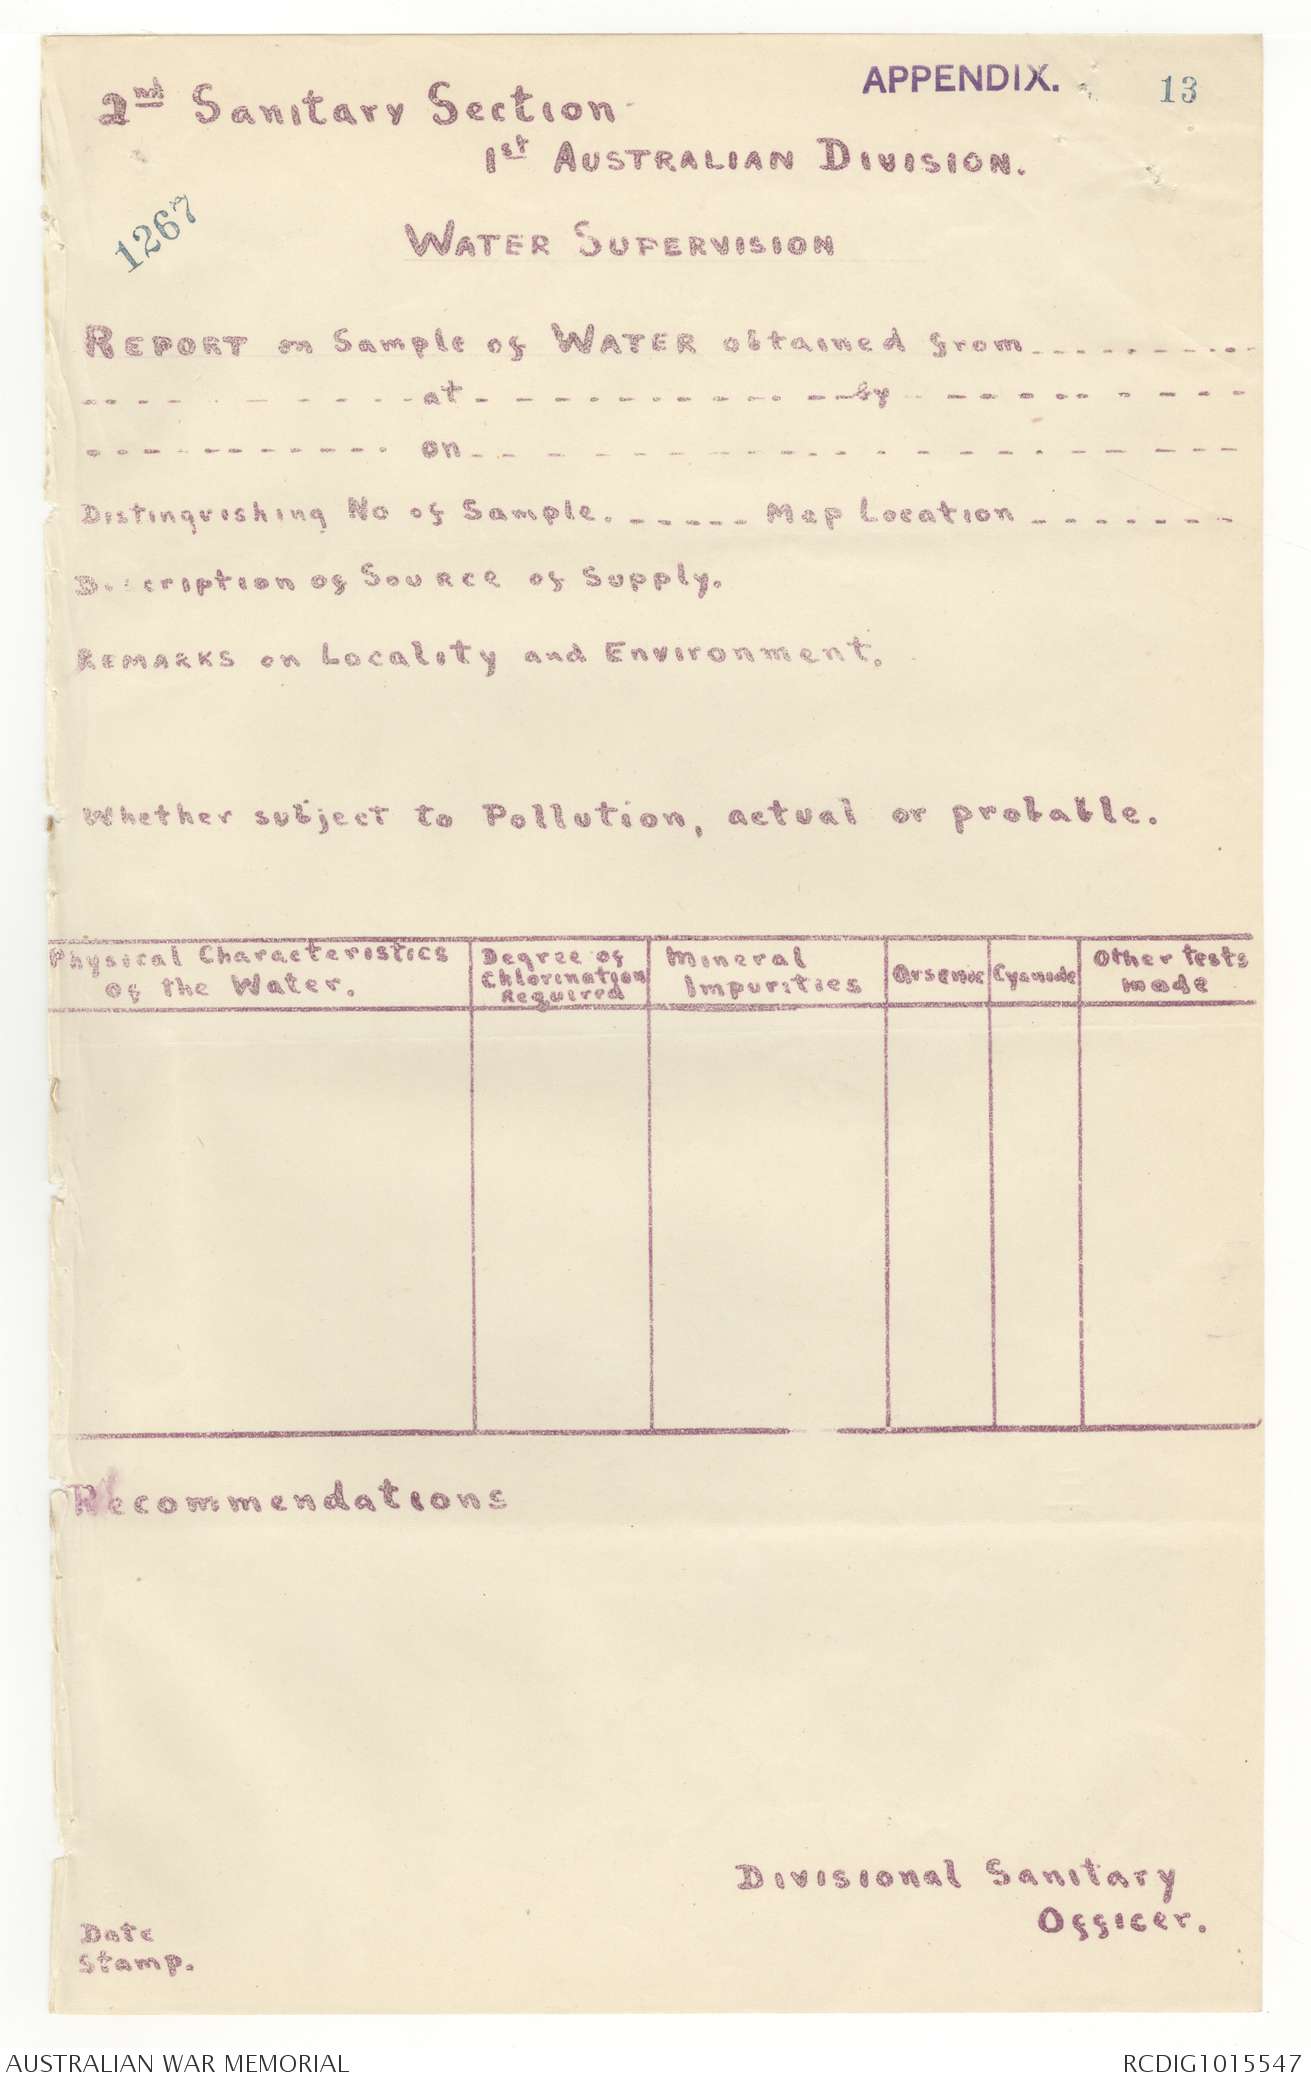 APPENDIX. 13
2nd Sanitary Section
1st AUSTRALIAN DIVISION.
1267
WATER SUPERVISION
REPORT on Sample of WATER obtained from
at by
on
Distinguishing No of Sample. Map Location
Description of Source of Supply.
REMARKS on Locality and Environment.
Whether subject to Pollution, actual or probable.
Physical Characteristics of the Water.
Degree of Chlorination Required
Mineral Impurities
Arsenic
Cyanide
Other tests made
Recommendations
Divisional Sanitary
Officer.
Date
Stamp.
AUSTRALIAN WAR MEMORIAL RCDIG1015547